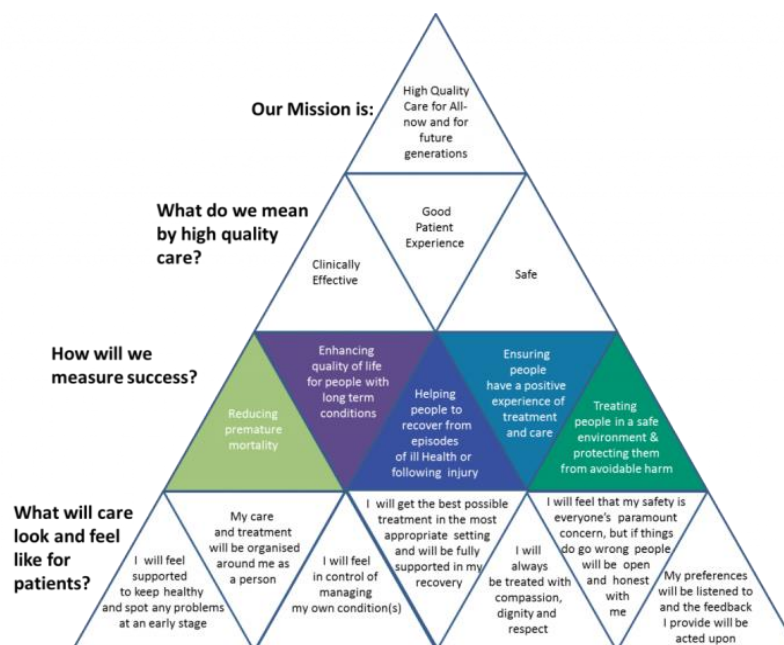 Our Mission is:
High Quality
Care for All-
now and for
future
generations
What do we mean
by high quality
care?
Clinically
Effective
Good
Patient
Experience
Safe
How will we
measure success?
Reducing
premature
mortality
Enhancing
quality of life
for people with
long term
conditions
Helping
people to
recover from
episodes
of ill Health or
following injury
Ensuring
people
have a positive
experience of
treatment
and care
Treating
people in a safe
environment &
protecting them
from avoidable harm
What will care
look and feel
like for
patients?
I will feel
supported
to keep healthy
and spot any problems
at an early stage
My care
and treatment
will be organised
around me as
a person
I will feel
in control of
managing
my own condition(s)
I will get the best possible
treatment in the most
appropriate setting
and will be fully
supported in my
recovery
I will
always
be treated with
compassion,
dignity and
respect
I will feel that my safety is
everyone's paramount
concern, but if things
do go wrong people
will be open
and honest
with
me
My preferences
will be listened to
and the feedback
I provide will be
acted upon